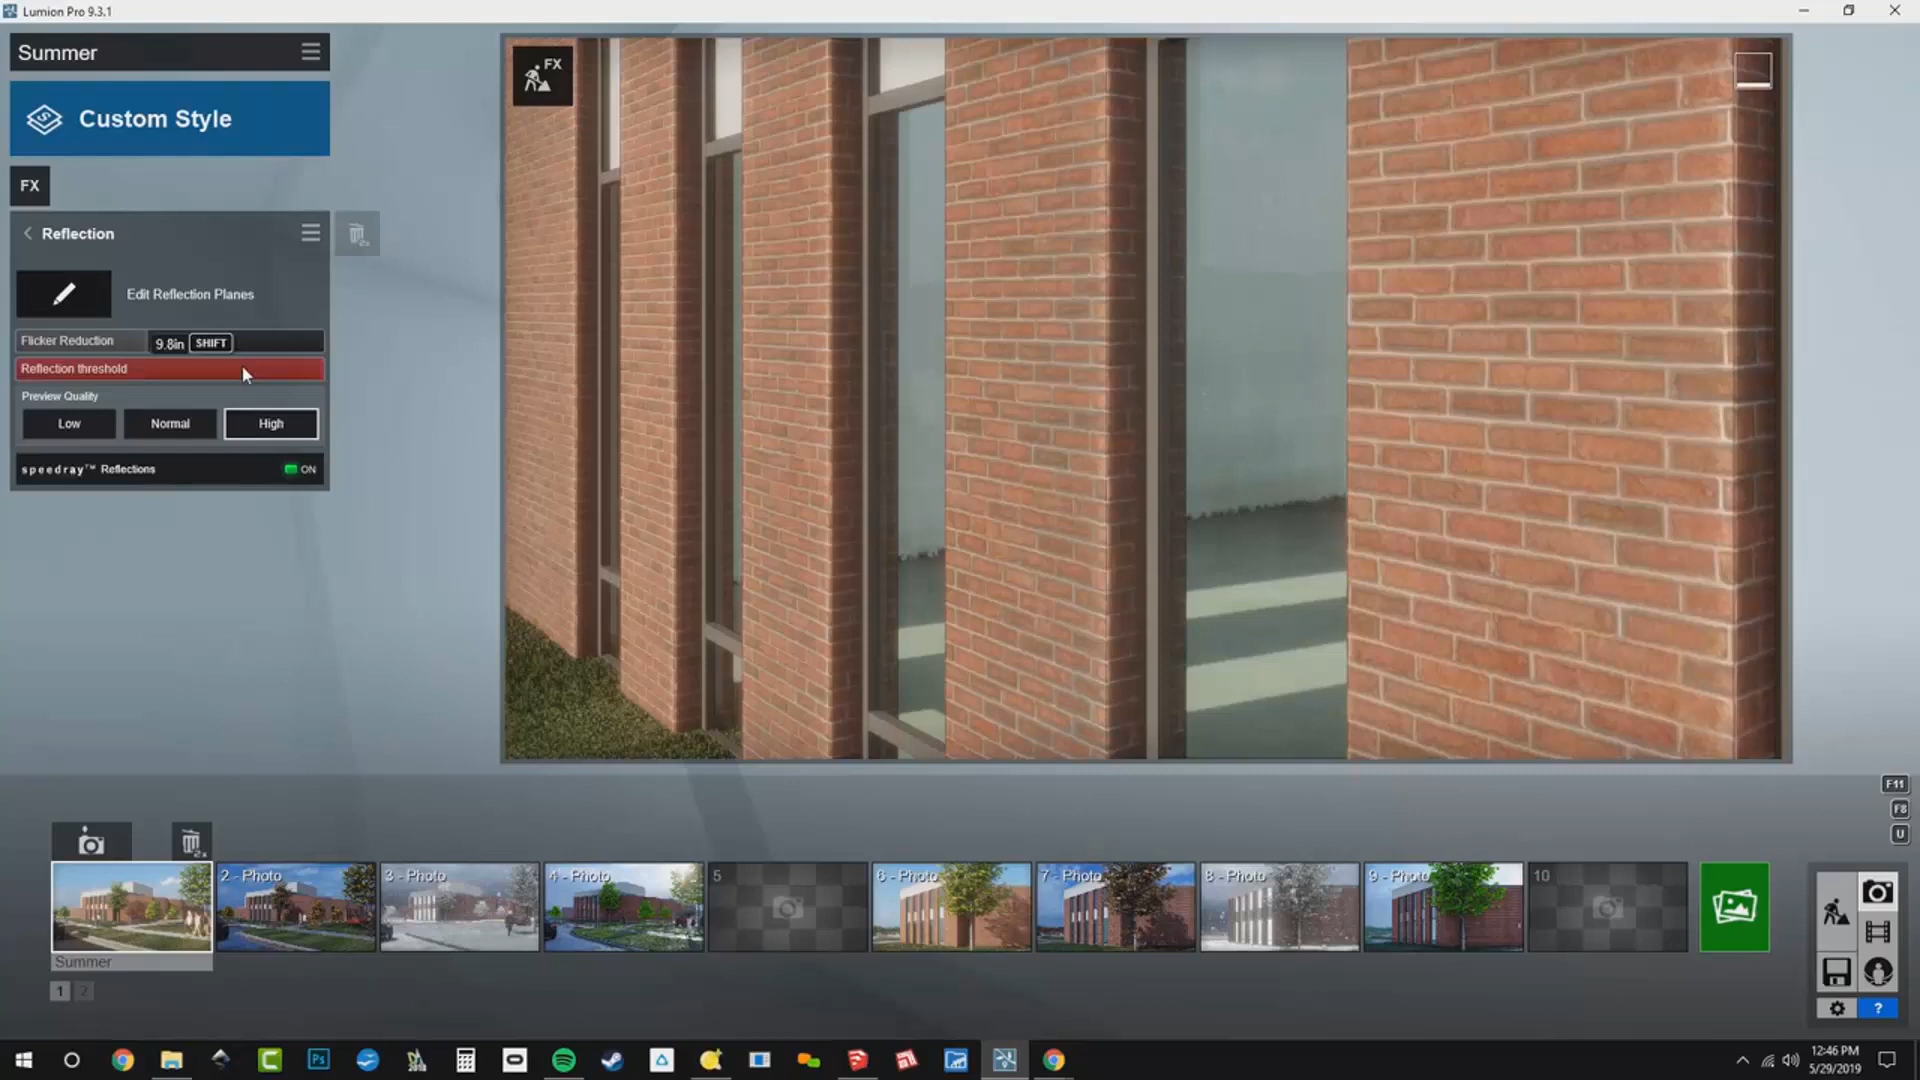 Lumion Pro 9.3.1
Summer
Custom Style
FX
FX
Reflection
Edit Reflection Planes
Flicker Reduction
9.8in SHIFT
Reflection threshold
Preview Quality
Low Normal High
speedray™ Reflections ON
F11
F8
U
2 - Photo
3 - Photo
4 - Photo
5
6 - Photo
7 - Photo
8 - Photo
9 - Photo
10
Summer
1 2
?
12:46 PM
5/29/2019